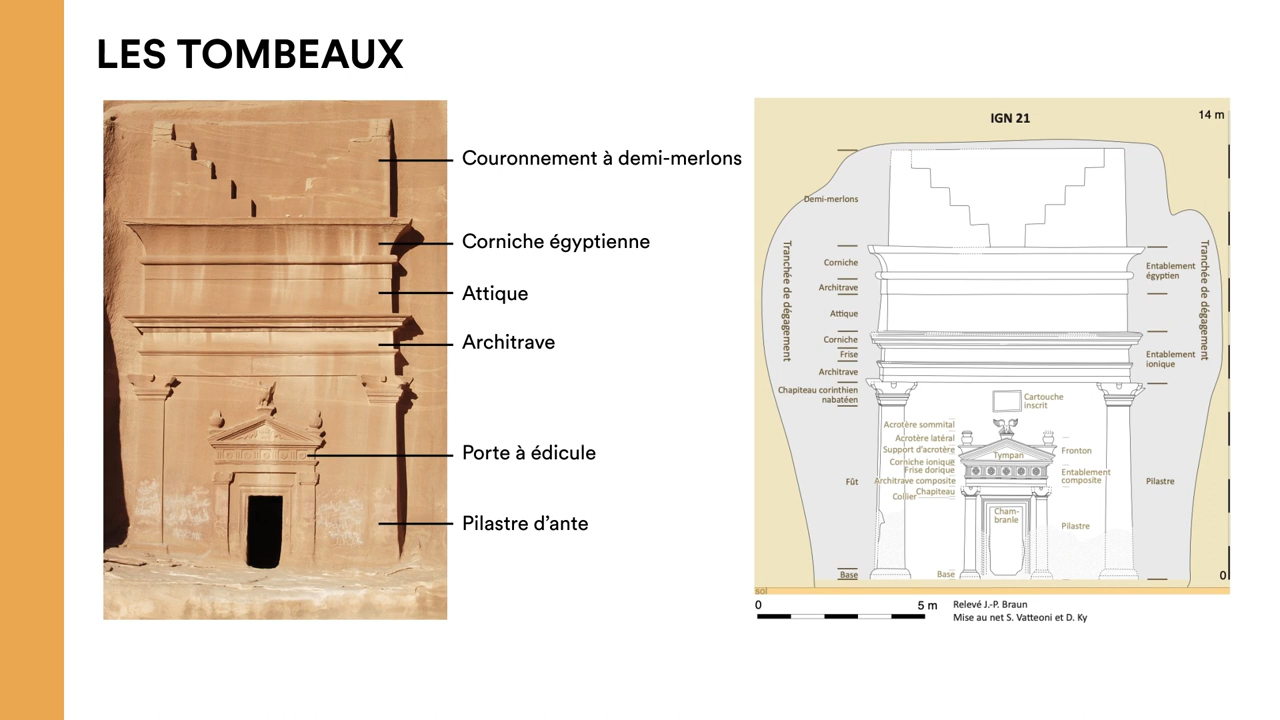 LES TOMBEAUX
Couronnement à demi-merlons
Corniche égyptienne
Attique
Architrave
Porte à édicule
Pilastre d'ante
IGN 21
14 m
Demi-merlons
Tranchée de dégagement
Corniche
Architrave
Attique
Corniche
Frise
Architrave
Chapiteau corinthien
nabatéen
Fût
Base
Entablement
égyptien
Entablement
ionique
Tranchée de dégagement
Pilastre
Cartouche
inscrit
Acrotère sommital
Acrotère latéral
Support d'acrotère
Corniche ionique
Frise dorique
Architrave composite
Chapiteau
Collier
Base
Tympan
Fronton
Entablement
composite
Cham-
branle
Pilastre
0
sol
0
5 m
Relevé J.-P. Braun
Mise au net S. Vatteoni et D. Ky